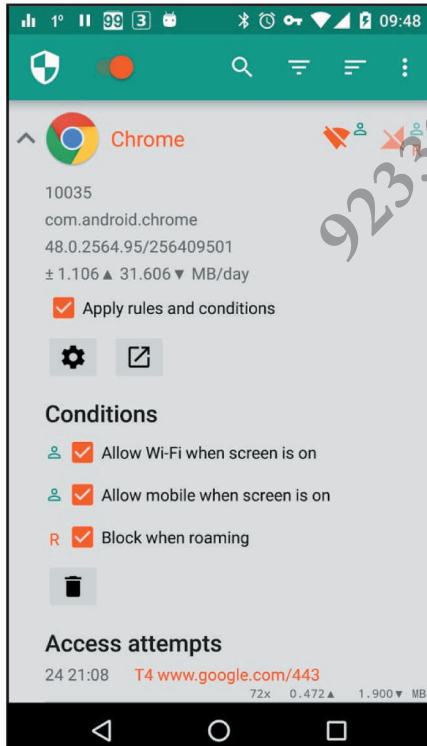 1° 99 3 09:48
Chrome
R
10035
com.android.chrome
48.0.2564.95/256409501
± 1.106▲ 31.606▼ MB/day
Apply rules and conditions
Conditions
Allow Wi-Fi when screen is on
Allow mobile when screen is on
R Block when roaming
Access attempts
24 21:08 T4 www.google.com/443
72x 0.472▲ 1.900▼ MB